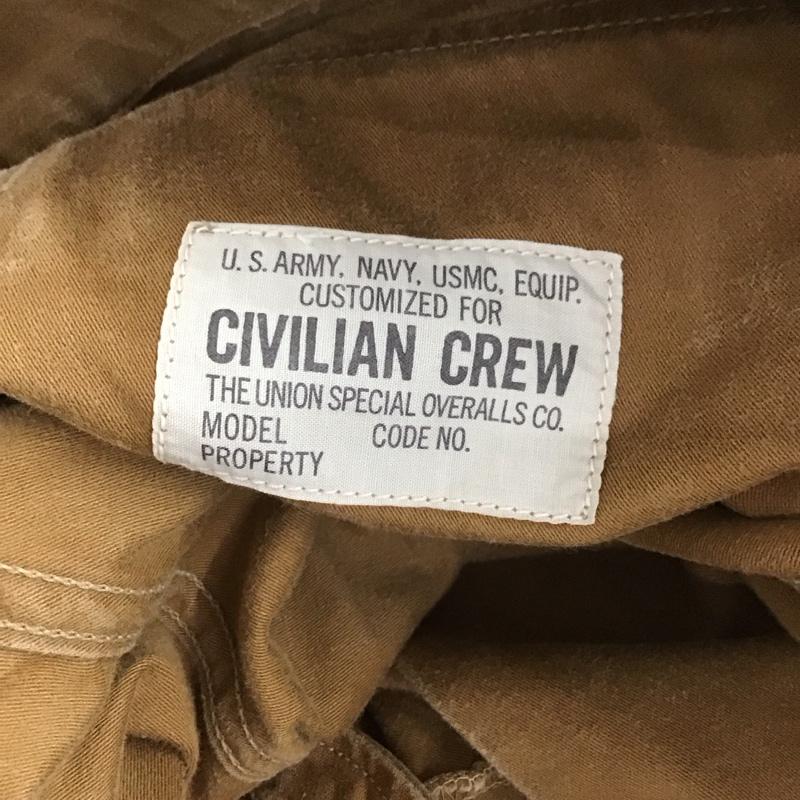 U. S. ARMY. NAVY, USMC, EQUIP.
CUSTOMIZED FOR
CIVILIAN CREW
THE UNION SPECIAL OVERALLS CO.
MODEL CODE NO.
PROPERTY